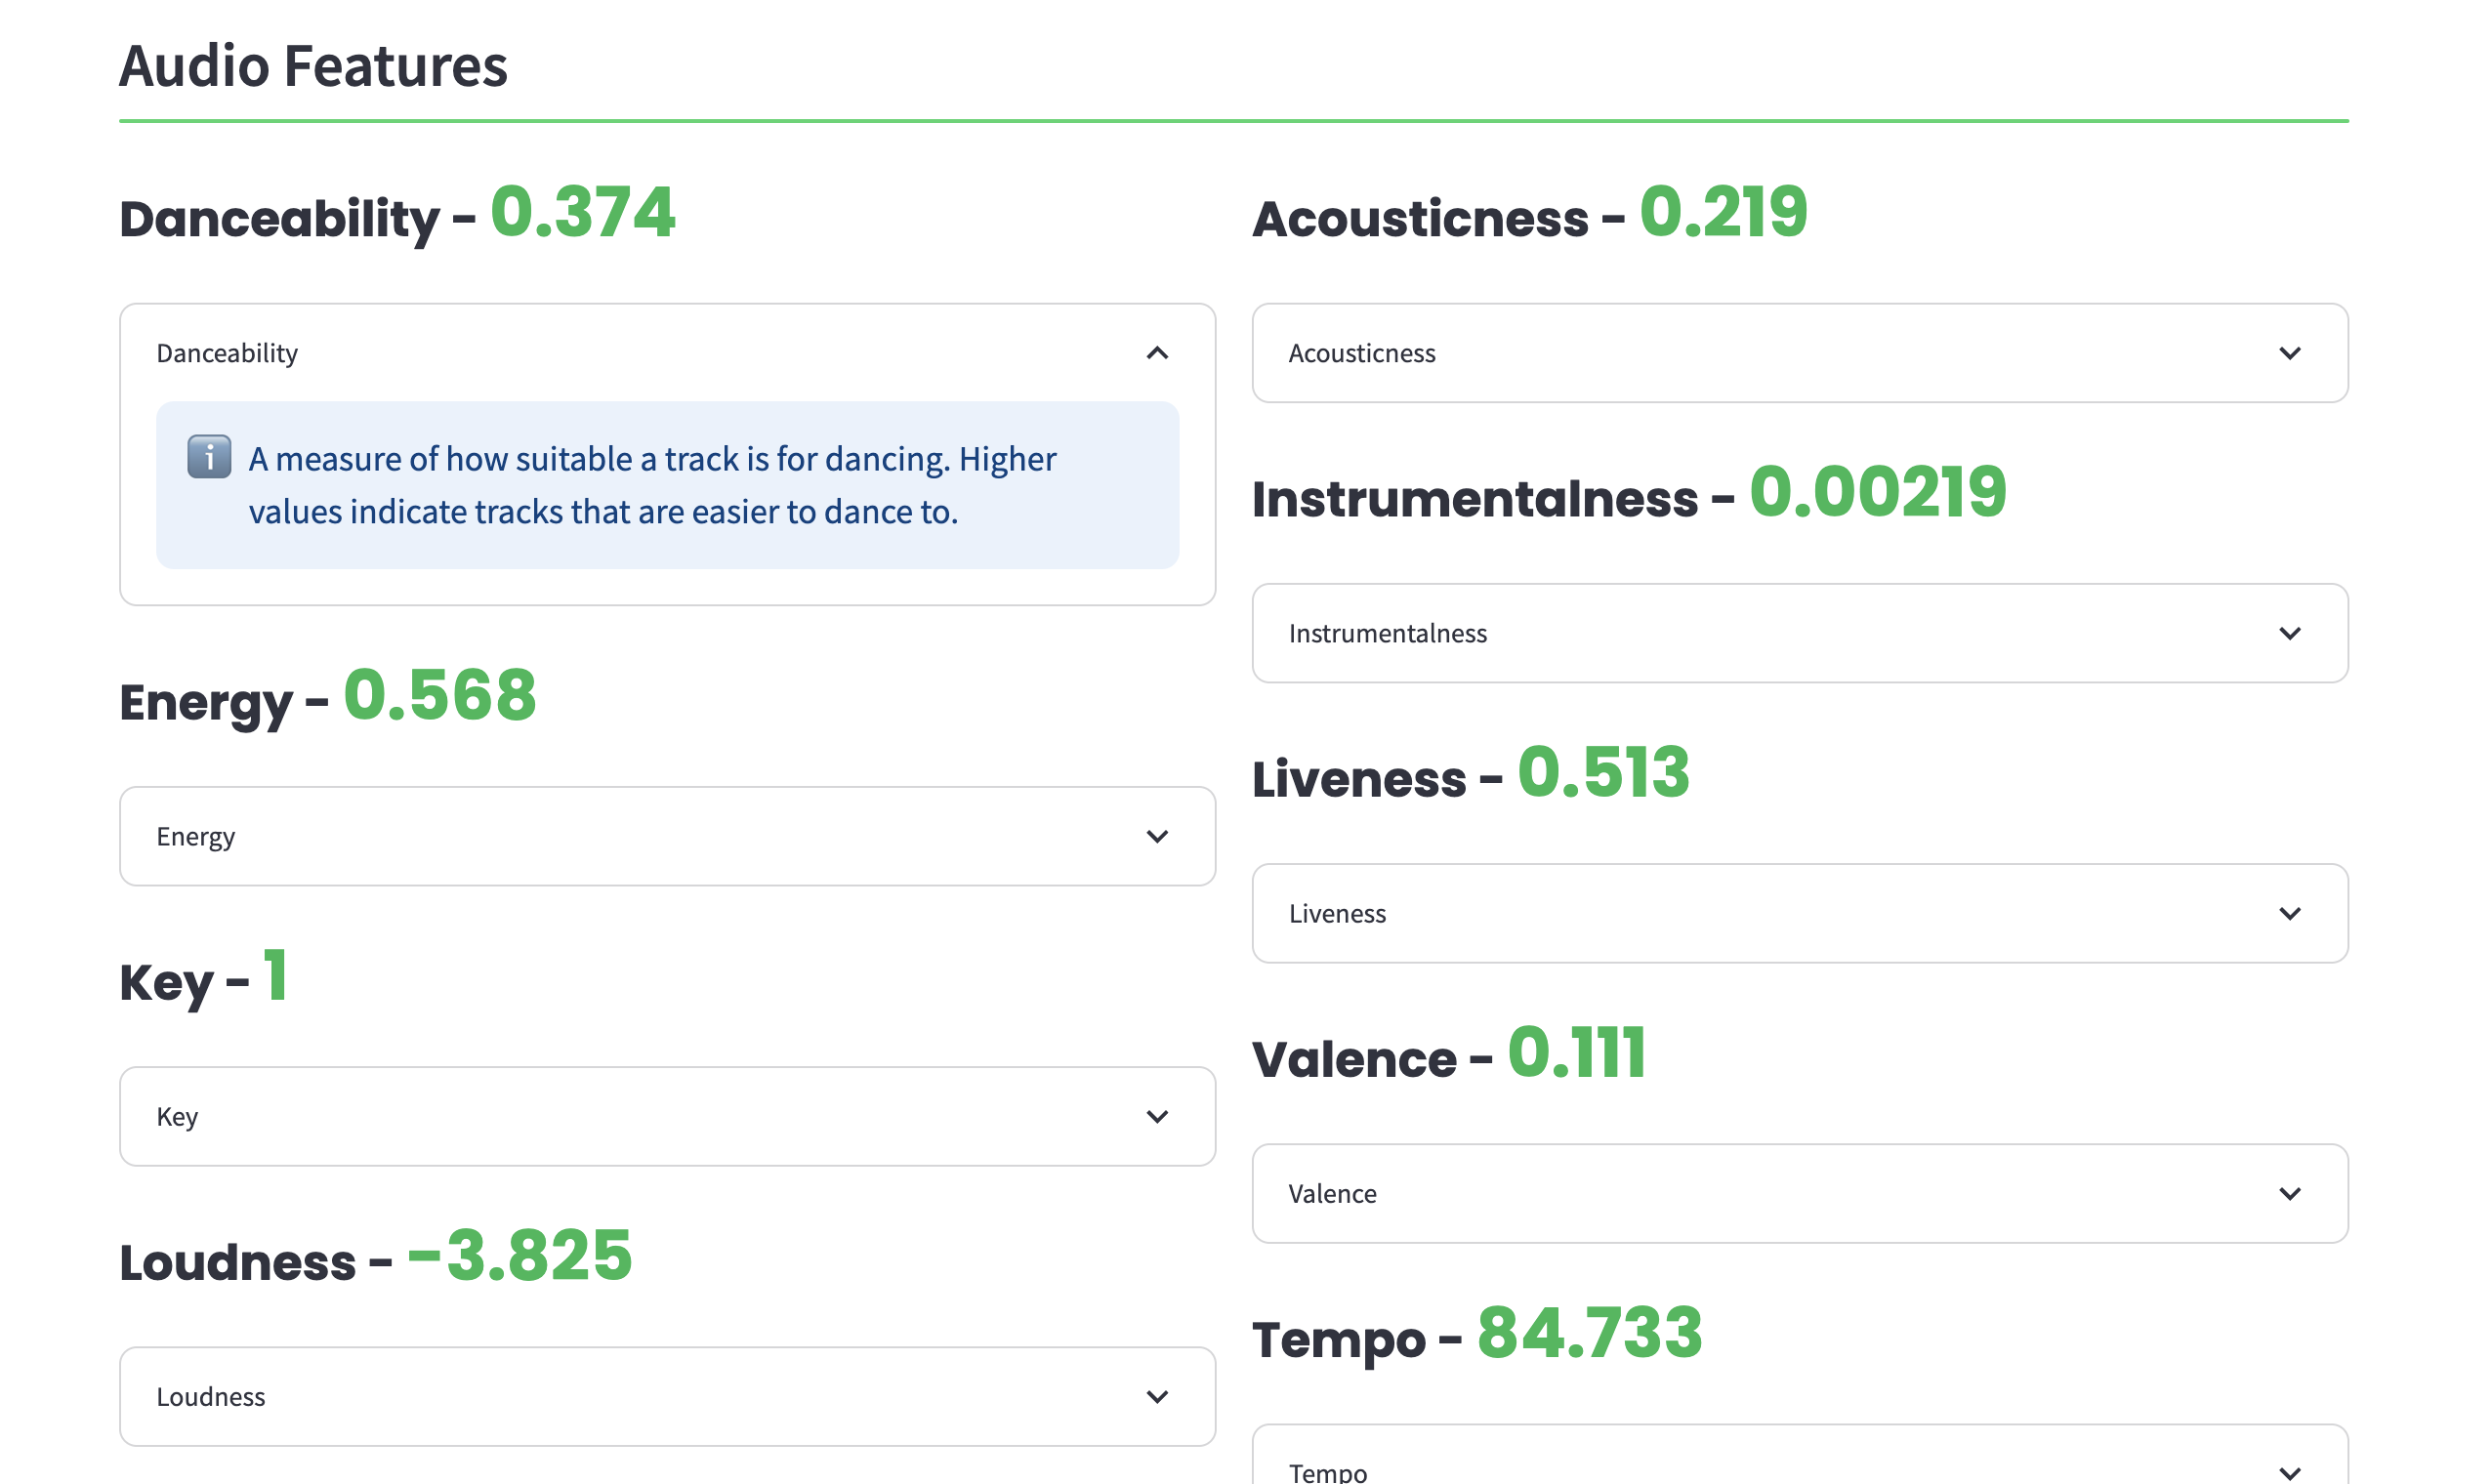 Audio Features
Danceability - 0.374
Danceability
ℹ️ A measure of how suitable a track is for dancing. Higher
values indicate tracks that are easier to dance to.
Energy - 0.568
Energy
Key - 1
Key
Loudness - -3.825
Loudness
Acousticness - 0.219
Acousticness
Instrumentalness - 0.00219
Instrumentalness
Liveness - 0.513
Liveness
Valence - 0.111
Valence
Tempo - 84.733
Tempo